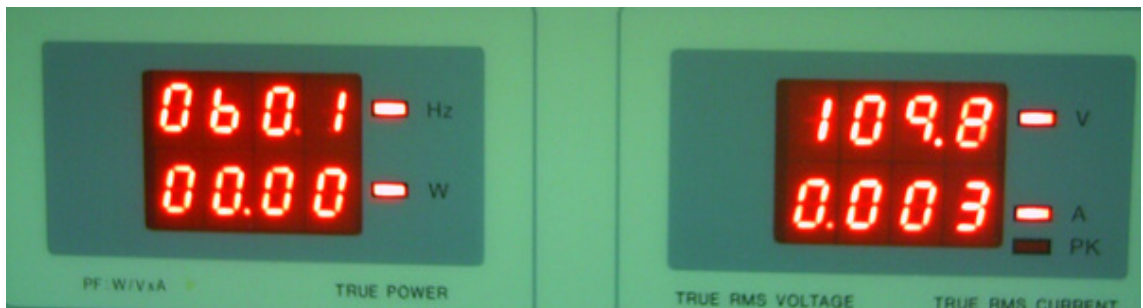 060.1 Hz
00.00 W
PF:W/VxA
TRUE POWER
109.8 V
0.003 A
PK
TRUE RMS VOLTAGE
TRUE RMS CURRENT